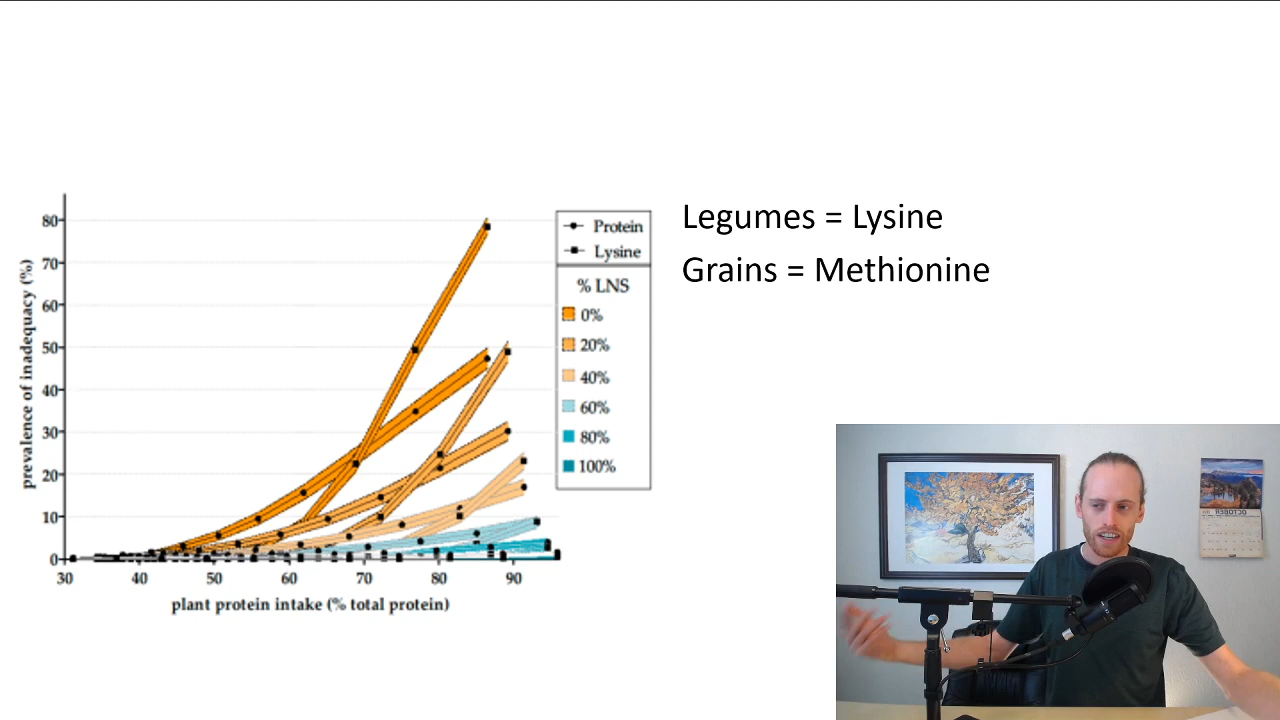 80
70
60
50
40
30
20
10
0
prevalence of inadequacy (%)
30 40 50 60 70 80 90
plant protein intake (% total protein)
Protein
Lysine
% LNS
0%
20%
40%
60%
80%
100%
Legumes = Lysine
Grains = Methionine
OCTOBER